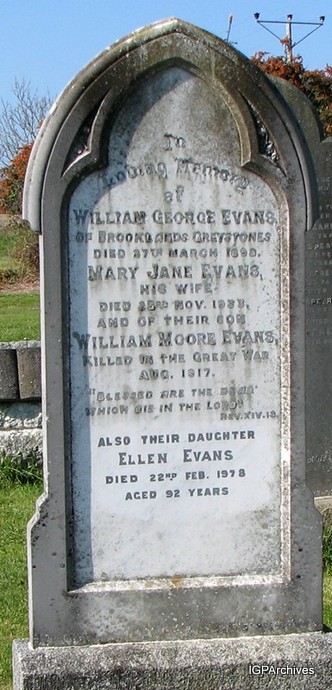 In
Loving Memory
of
William George Evans,
of Brooklands Greystones
Died 27th March 1898.
Mary Jane Evans,
his wife
Died Nov.
and of their son
William Moore Evans,
Killed in the Great War
Aug. 1917.
"Blessed are the dead
which die in the Lord"
Rev. XIV. 13.
Also their daughter
Ellen Evans
Died 22nd Feb. 1978
aged 92 years
IGPArchives